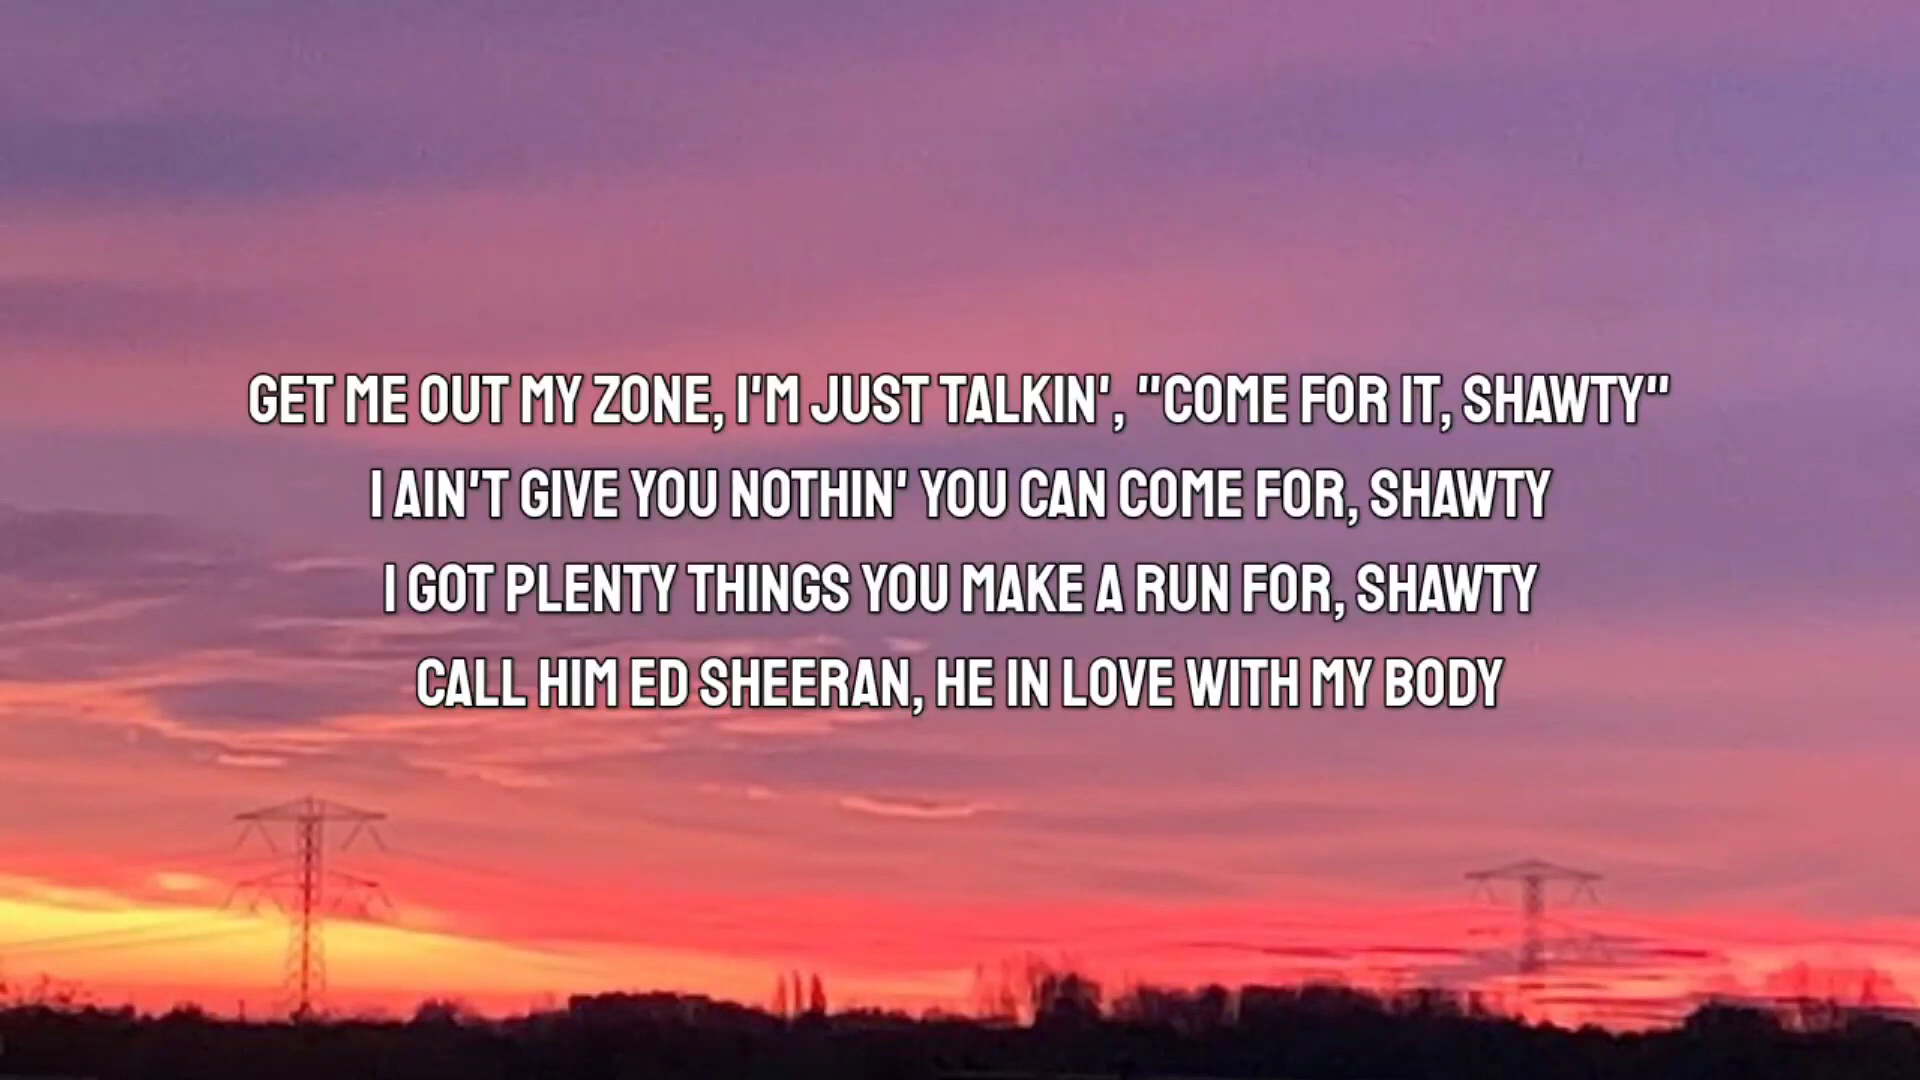 GET ME OUT MY ZONE, I'M JUST TALKIN', "COME FOR IT, SHAWTY"
I AIN'T GIVE YOU NOTHIN' YOU CAN COME FOR, SHAWTY
I GOT PLENTY THINGS YOU MAKE A RUN FOR, SHAWTY
CALL HIM ED SHEERAN, HE IN LOVE WITH MY BODY